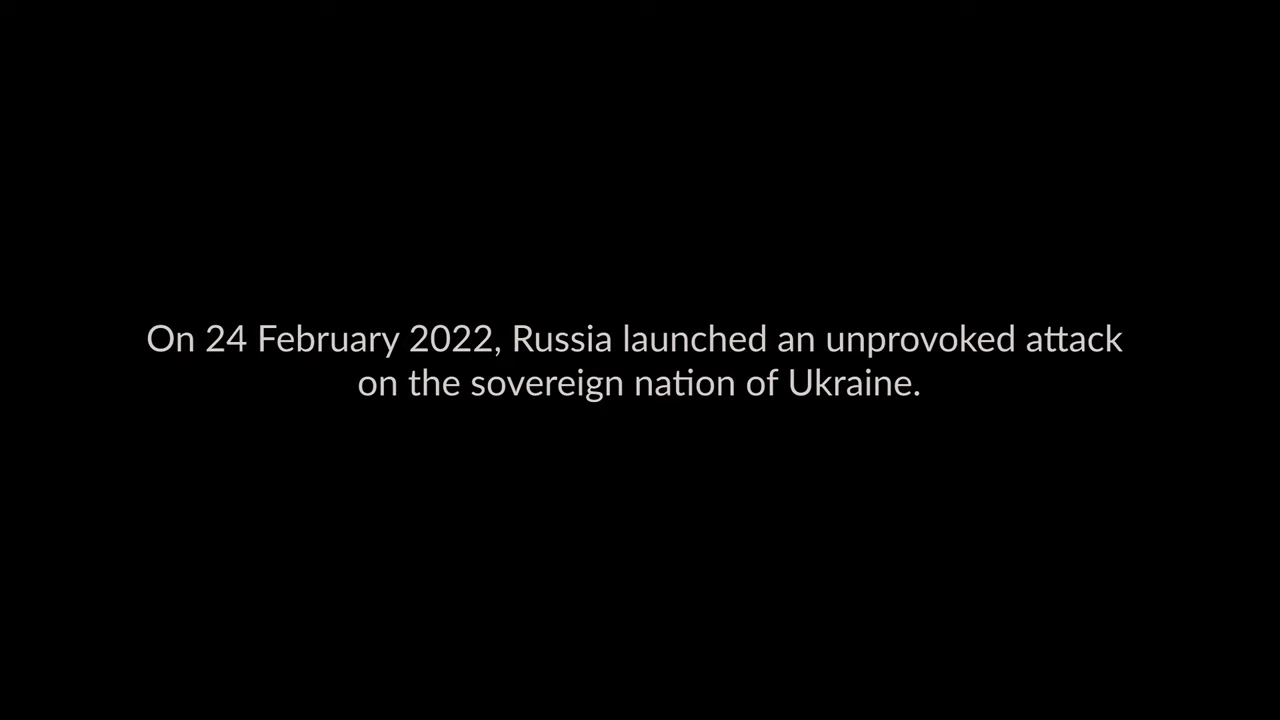 On 24 February 2022, Russia launched an unprovoked attack
on the sovereign nation of Ukraine.